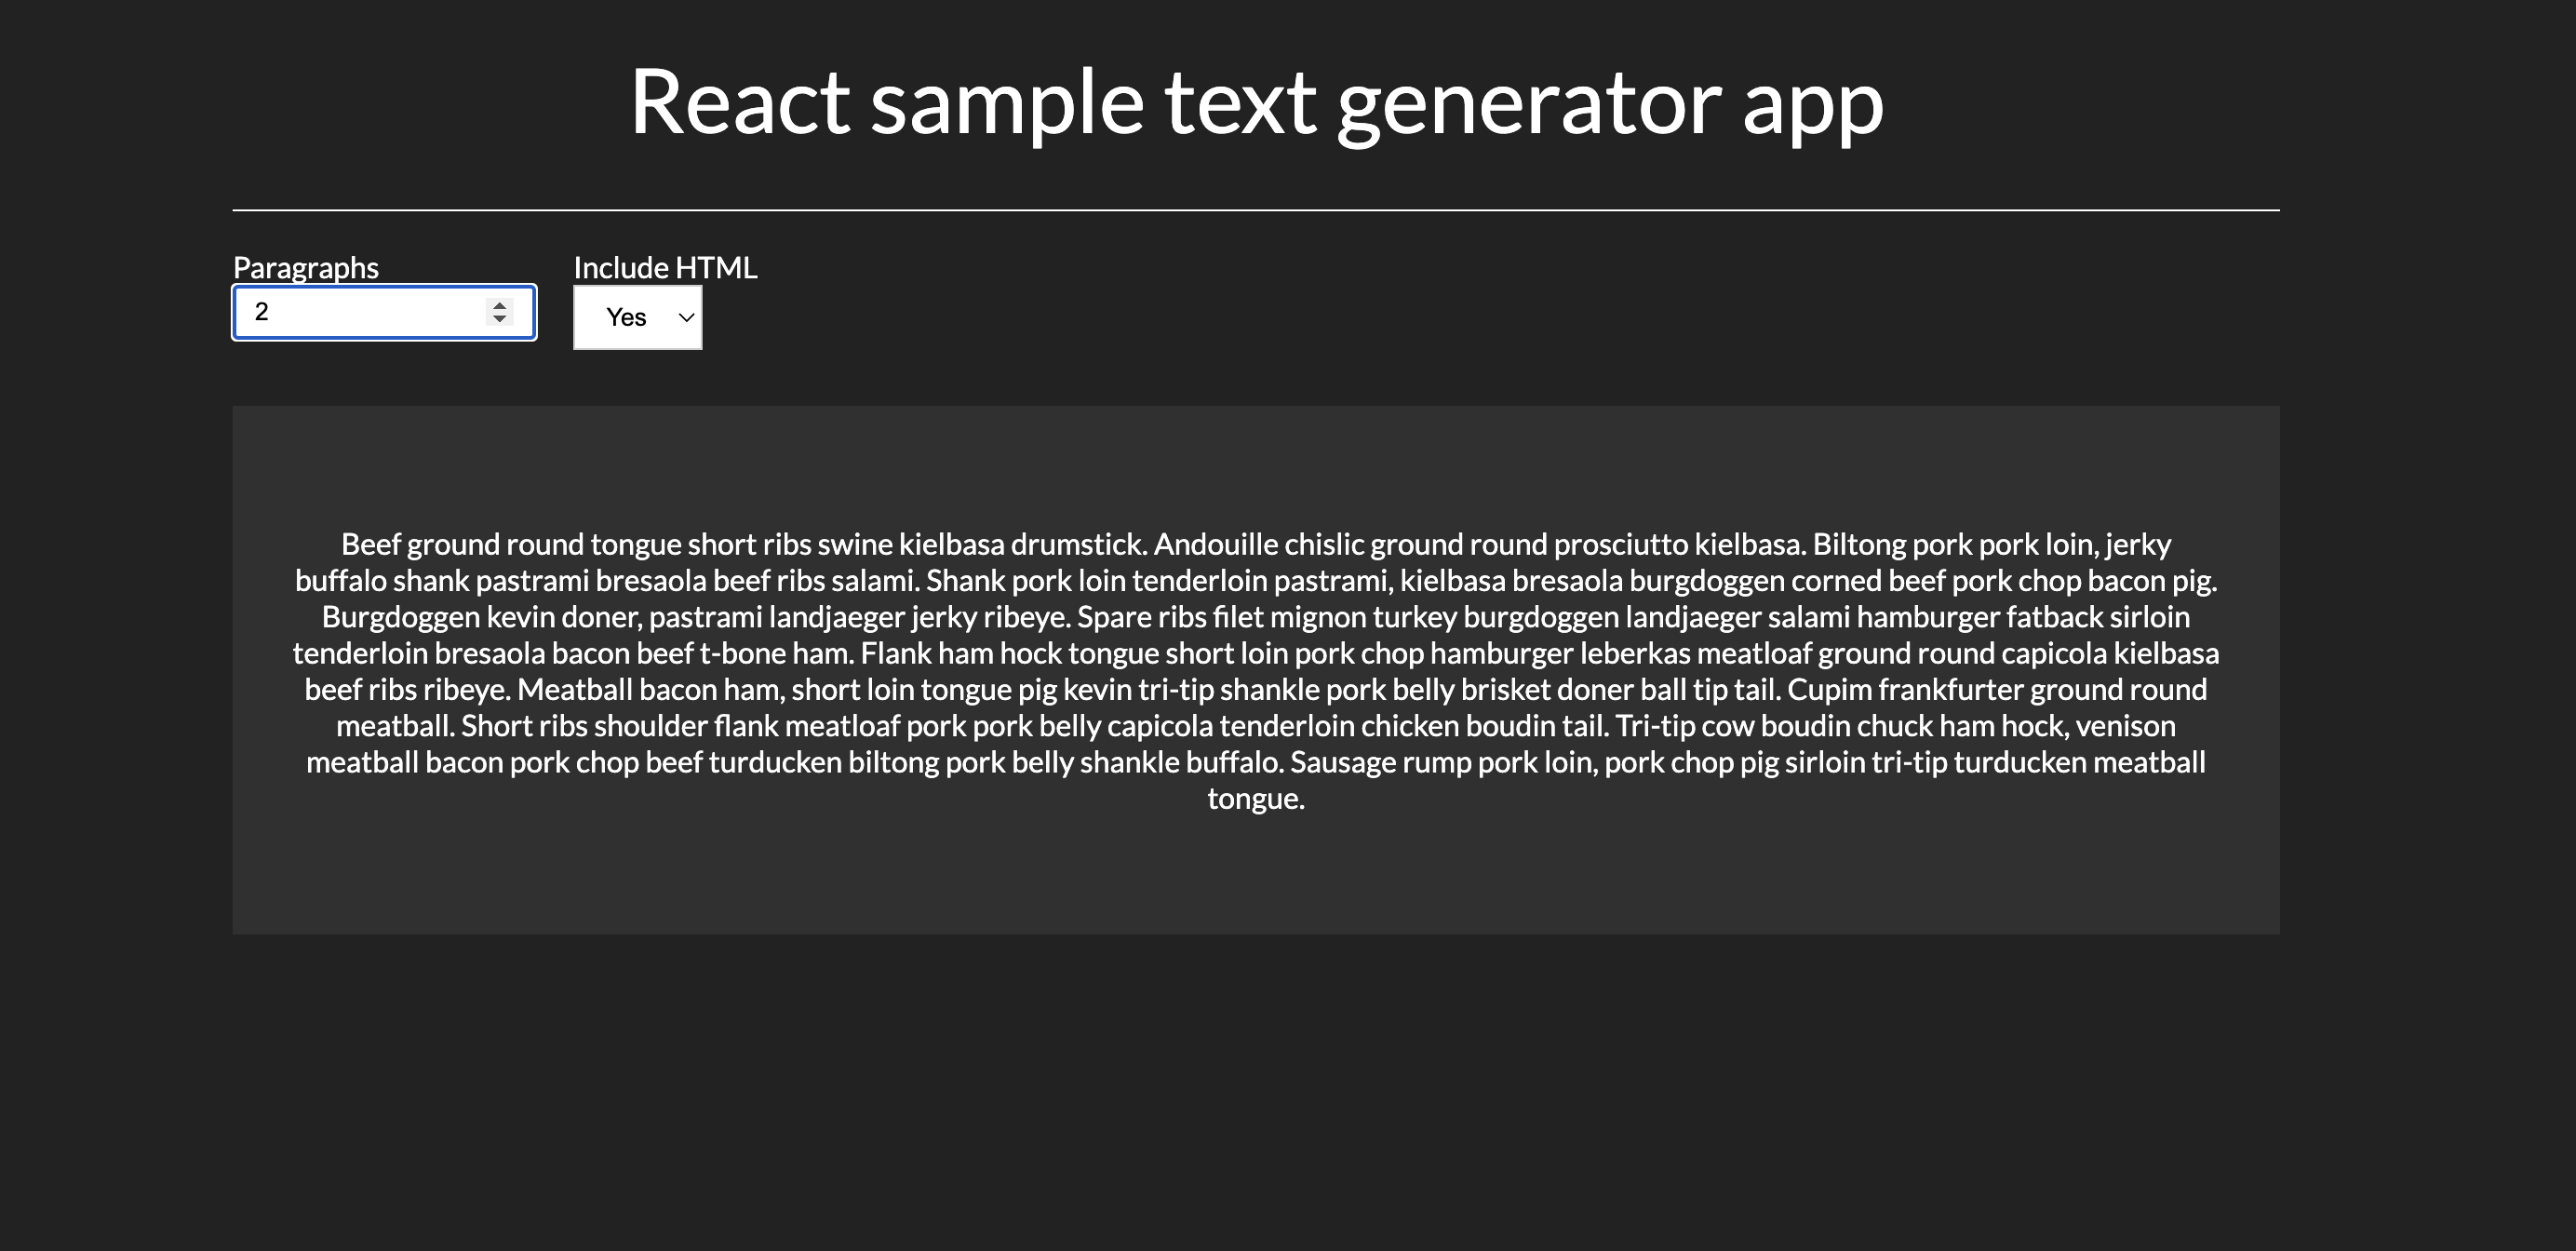 React sample text generator app
Paragraphs
Include HTML
2
Yes
Beef ground round tongue short ribs swine kielbasa drumstick. Andouille chislic ground round prosciutto kielbasa. Biltong pork pork loin, jerky
buffalo shank pastrami bresaola beef ribs salami. Shank pork loin tenderloin pastrami, kielbasa bresaola burgdoggen corned beef pork chop bacon pig.
Burgdoggen kevin doner, pastrami landjaeger jerky ribeye. Spare ribs filet mignon turkey burgdoggen landjaeger salami hamburger fatback sirloin
tenderloin bresaola bacon beef t-bone ham. Flank ham hock tongue short loin pork chop hamburger leberkas meatloaf ground round capicola kielbasa
beef ribs ribeye. Meatball bacon ham, short loin tongue pig kevin tri-tip shankle pork belly brisket doner ball tip tail. Cupim frankfurter ground round
meatball. Short ribs shoulder flank meatloaf pork pork belly capicola tenderloin chicken boudin tail. Tri-tip cow boudin chuck ham hock, venison
meatball bacon pork chop beef turducken biltong pork belly shankle buffalo. Sausage rump pork loin, pork chop pig sirloin tri-tip turducken meatball
tongue.